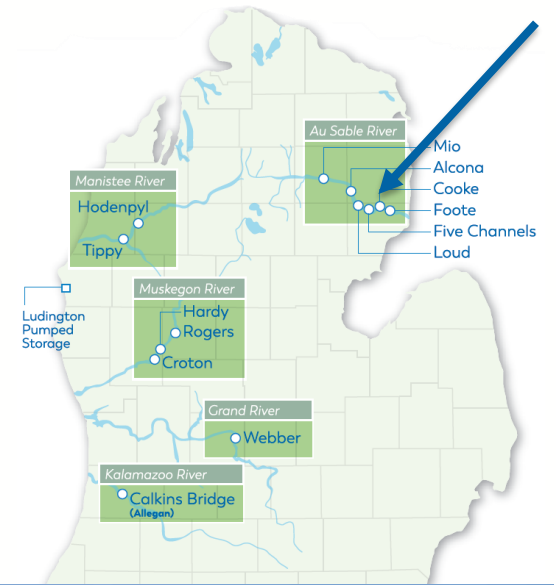 Au Sable River
Mio
Alcona
Cooke
Foote
Five Channels
Loud
Manistee River
Hodenpyl
Tippy
Ludington
Pumped
Storage
Muskegon River
Hardy
Rogers
Croton
Grand River
Webber
Kalamazoo River
Calkins Bridge
(Allegan)